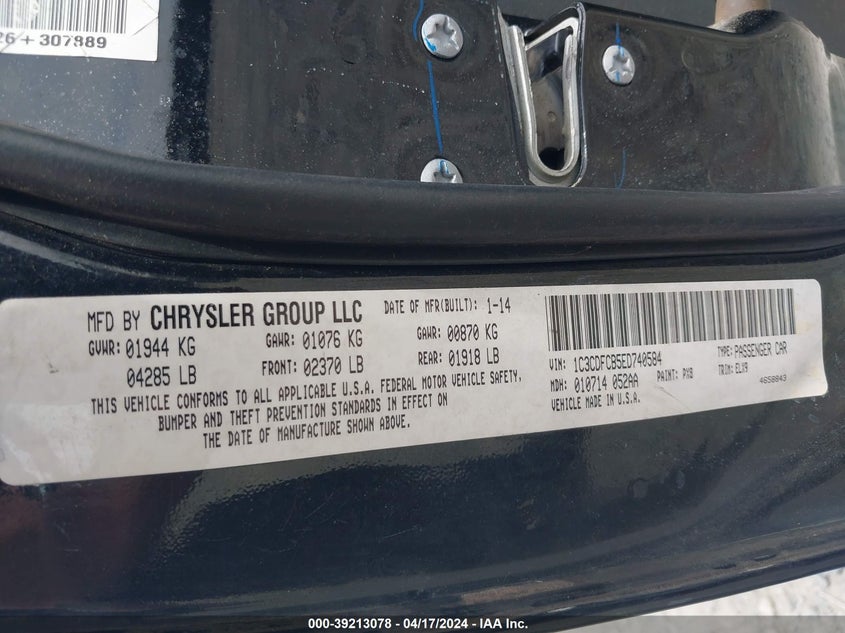 26+307889
MFD BY CHRYSLER GROUP LLC DATE OF MFR(BUILT): 1-14
GVWR: 01944 KG GAWR: 01076 KG GAWR: 00870 KG
04285 LB FRONT: 02370 LB REAR: 01918 LB
THIS VEHICLE CONFORMS TO ALL APPLICABLE U.S.A. FEDERAL MOTOR VEHICLE SAFETY,
BUMPER AND THEFT PREVENTION STANDARDS IN EFFECT ON
THE DATE OF MANUFACTURE SHOWN ABOVE.
VIN: 1C3CDFCB5ED740584 TYPE: PASSENGER CAR
MDH: 010714 052AA PAINT: PX8 TRIM: ELX9
VEHICLE MADE IN U.S.A. 4658843
000-39213078 - 04/17/2024 - IAAI Inc.